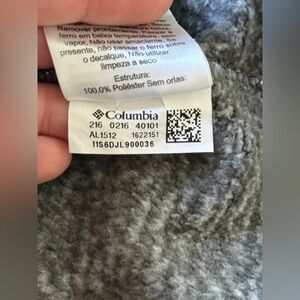 Remover prontamente, Secar
ferro em baixa temperatura, sem
vapor, Não usar amaciante, Se
presente, não passar o ferro sobre
o decalque, Não utilizar
limpeza a seco
Estrutura:
100.0% Poliéster Sem orlas:
Columbia
216 0216 40101
AL1512 1622151
11S6DJL900036